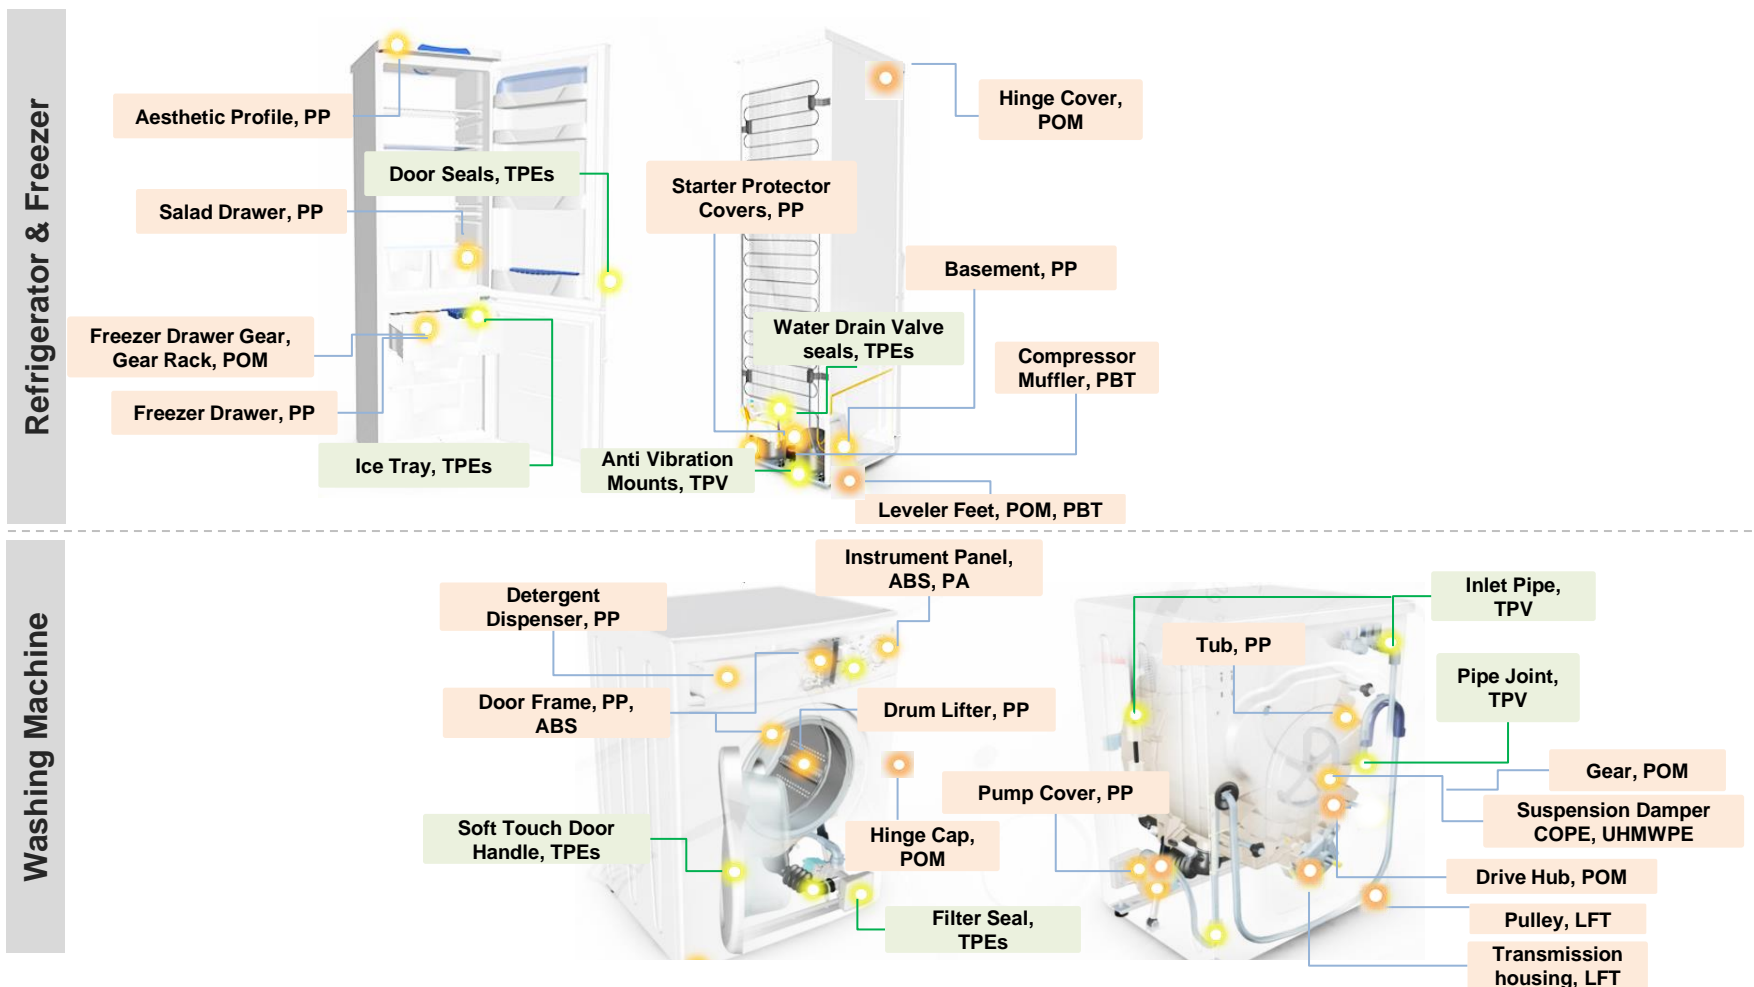 Refrigerator & Freezer
Aesthetic Profile, PP
Door Seals, TPEs
Salad Drawer, PP
Freezer Drawer Gear,
Gear Rack, POM
Freezer Drawer, PP
Ice Tray, TPEs
Hinge Cover,
POM
Starter Protector
Covers, PP
Basement, PP
Water Drain Valve
seals, TPEs
Compressor
Muffler, PBT
Anti Vibration
Mounts, TPV
Leveler Feet, POM, PBT
Washing Machine
Instrument Panel,
ABS, PA
Detergent
Dispenser, PP
Door Frame, PP,
ABS
Drum Lifter, PP
Soft Touch Door
Handle, TPEs
Hinge Cap,
POM
Filter Seal,
TPEs
Inlet Pipe,
TPV
Tub, PP
Pipe Joint,
TPV
Pump Cover, PP
Gear, POM
Suspension Damper
COPE, UHMWPE
Drive Hub, POM
Pulley, LFT
Transmission
housing, LFT